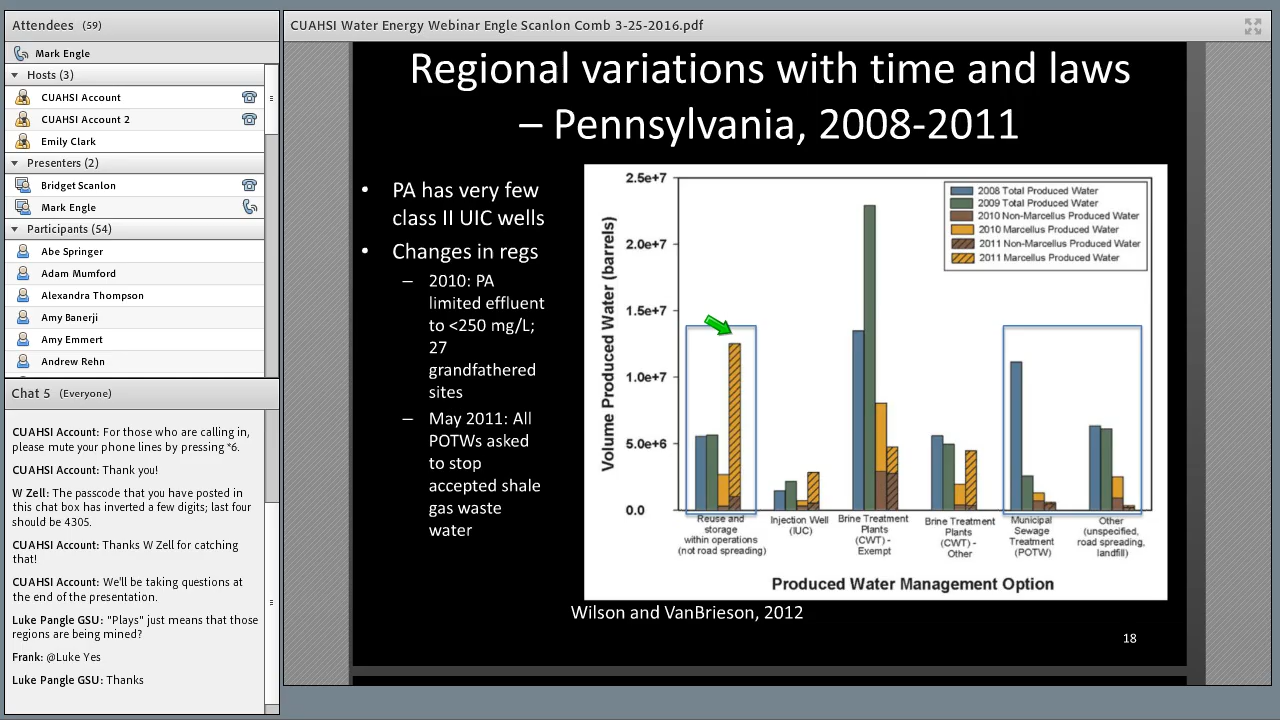 Attendees (59)
Mark Engle
Hosts (3)
CUAHSI Account
CUAHSI Account 2
Emily Clark
Presenters (2)
Bridget Scanlon
Mark Engle
Participants (54)
Abe Springer
Adam Mumford
Alexandra Thompson
Amy Banerji
Amy Emmert
Andrew Rehn
Chat 5 (Everyone)
CUAHSI Account: For those who are calling in,
please mute your phone lines by pressing *6.
CUAHSI Account: Thank you!
W Zell: The passcode that you have posted in
this chat box has inverted a few digits; last four
should be 4305.
CUAHSI Account: Thanks W Zell for catching
that!
CUAHSI Account: We'll be taking questions at
the end of the presentation.
Luke Pangle GSU: "Plays" just means that those
regions are being mined?
Frank: @Luke Yes
Luke Pangle GSU: Thanks
CUAHSI Water Energy Webinar Engle Scanlon Comb 3-25-2016.pdf
Regional variations with time and laws
– Pennsylvania, 2008-2011
• PA has very few
class II UIC wells
• Changes in regs
– 2010: PA
limited effluent
to <250 mg/L;
27
grandfathered
sites
– May 2011: All
POTWs asked
to stop
accepted shale
gas waste
water
Volume Produced Water (barrels)
2.5e+7
2.0e+7
1.5e+7
1.0e+7
5.0e+6
0.0
2008 Total Produced Water
2009 Total Produced Water
2010 Non-Marcellus Produced Water
2010 Marcellus Produced Water
2011 Non-Marcellus Produced Water
2011 Marcellus Produced Water
Reuse and
storage
within operations
(not road spreading)
Injection Well
(IUC)
Brine Treatment
Plants
(CWT) -
Exempt
Brine Treatment
Plants
(CWT) -
Other
Municipal
Sewage
Treatment
(POTW)
Other
(unspecified,
road spreading,
landfill)
Produced Water Management Option
Wilson and VanBrieson, 2012
18